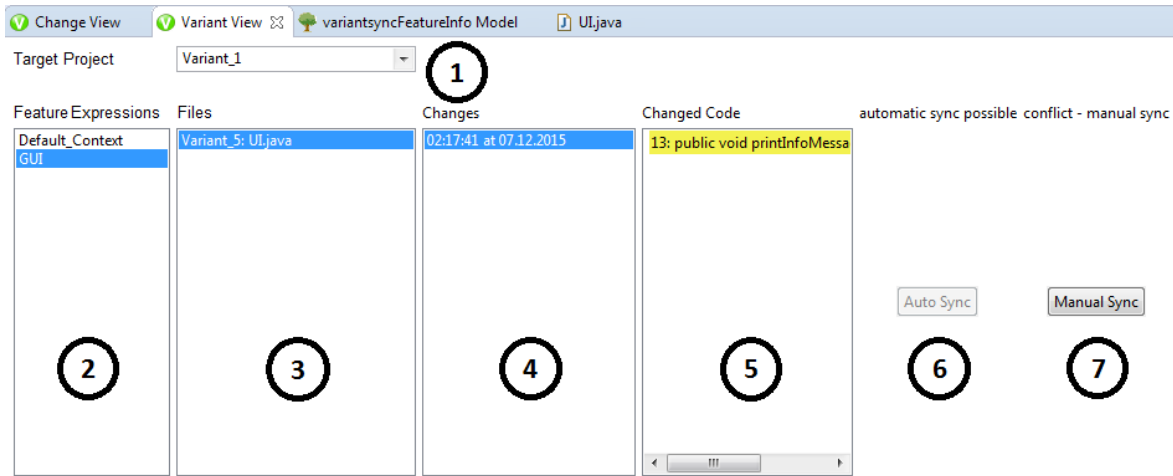 Change View Variant View variantsyncFeatureInfo Model UI.java
Target Project Variant_1
1
Feature Expressions Files Changes Changed Code automatic sync possible conflict - manual sync
Default_Context Variant_5: UI.java 02:17:41 at 07.12.2015 13: public void printInfoMessa
GUI
Auto Sync Manual Sync
2 3 4 5 6 7